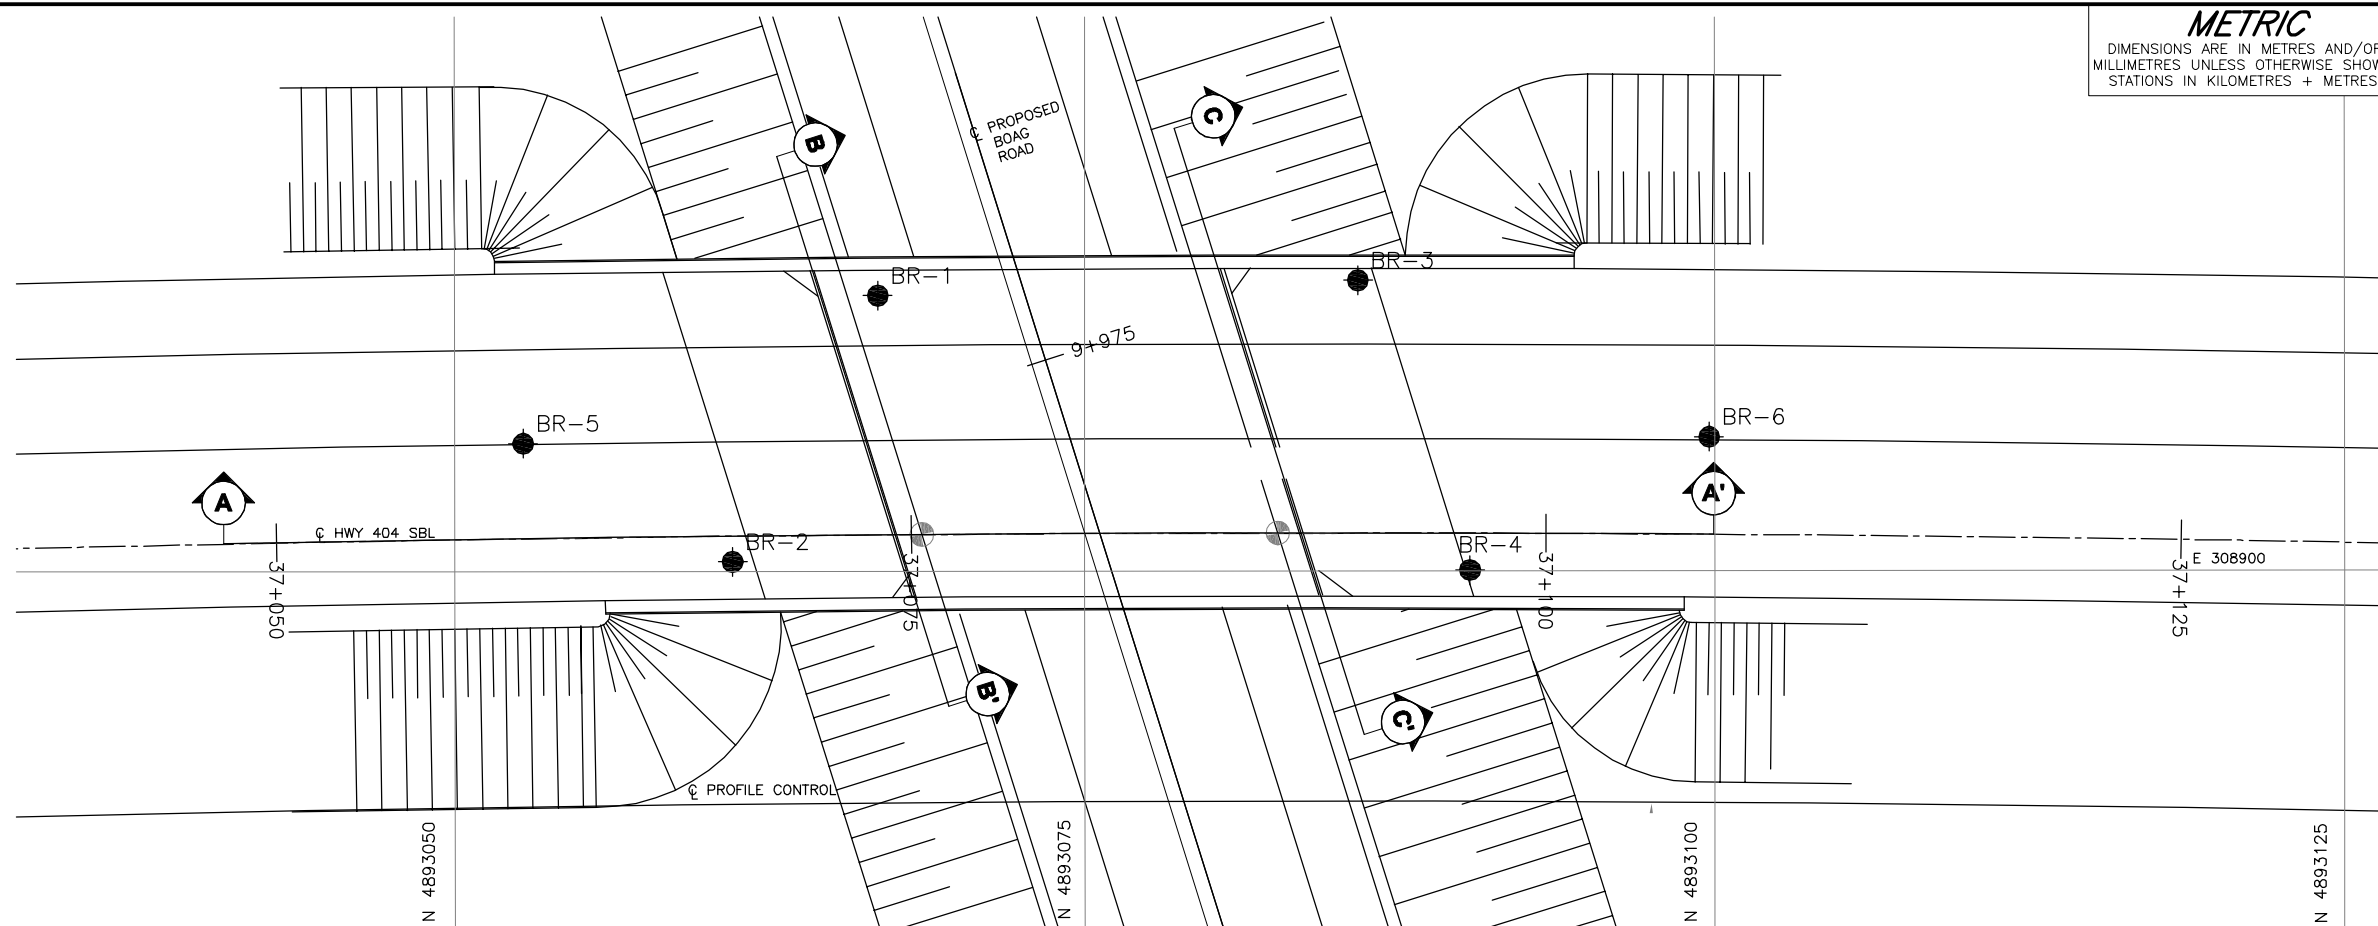 METRIC
DIMENSIONS ARE IN METRES AND/OR
MILLIMETRES UNLESS OTHERWISE SHOWN
STATIONS IN KILOMETRES + METRES
C
B
℄ PROPOSED
BOAG
ROAD
BR-1
BR-3
9+975
BR-5
BR-6
A
A'
℄ HWY 404 SBL
BR-2
BR-4
E 308900
37+050
37+075
37+100
37+125
B'
C'
℄ PROFILE CONTROL
N 4893050
N 4893075
N 4893100
N 4893125